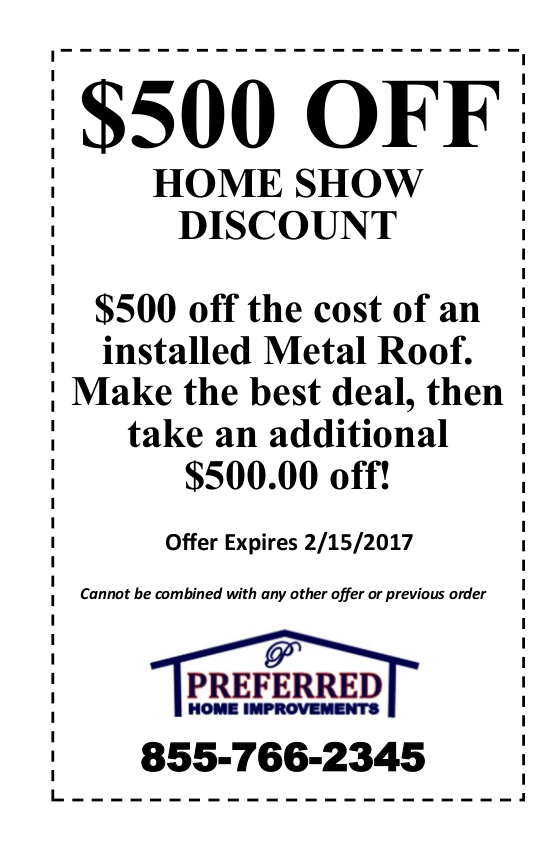 $500 OFF
HOME SHOW
DISCOUNT
$500 off the cost of an
installed Metal Roof.
Make the best deal, then
take an additional
$500.00 off!
Offer Expires 2/15/2017
Cannot be combined with any other offer or previous order
P
PREFERRED
HOME IMPROVEMENTS
855-766-2345